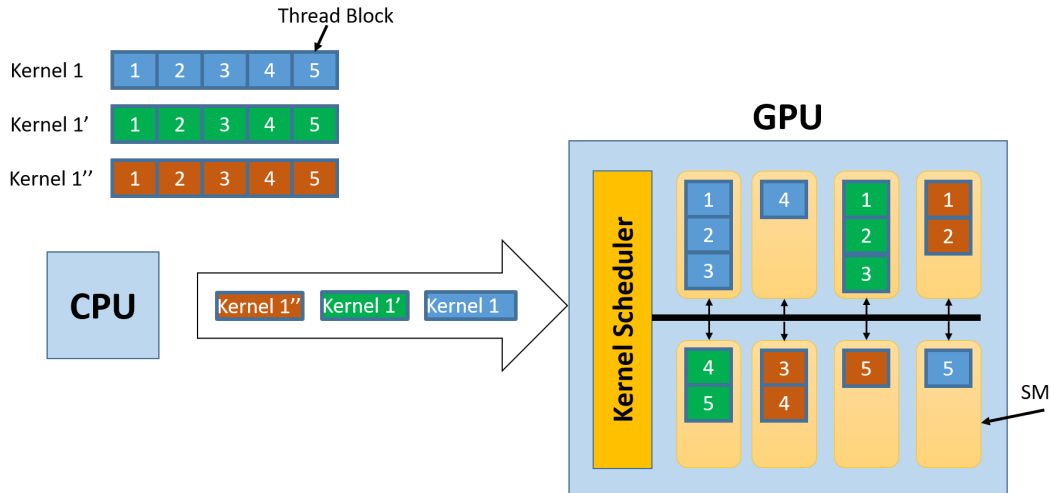 Thread Block
Kernel 1 1 2 3 4 5
Kernel 1' 1 2 3 4 5
Kernel 1'' 1 2 3 4 5
CPU
Kernel 1'' Kernel 1' Kernel 1
GPU
Kernel Scheduler
1 4 1 1
2 2 2
3 3
4 3 5 5
5 4
SM